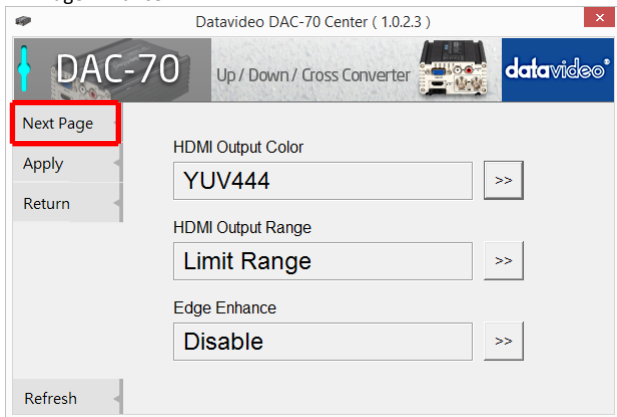 Datavideo DAC-70 Center ( 1.0.2.3 )
DAC-70 Up / Down / Cross Converter datavideo
Next Page
Apply
Return
HDMI Output Color
YUV444 >>
HDMI Output Range
Limit Range >>
Edge Enhance
Disable >>
Refresh